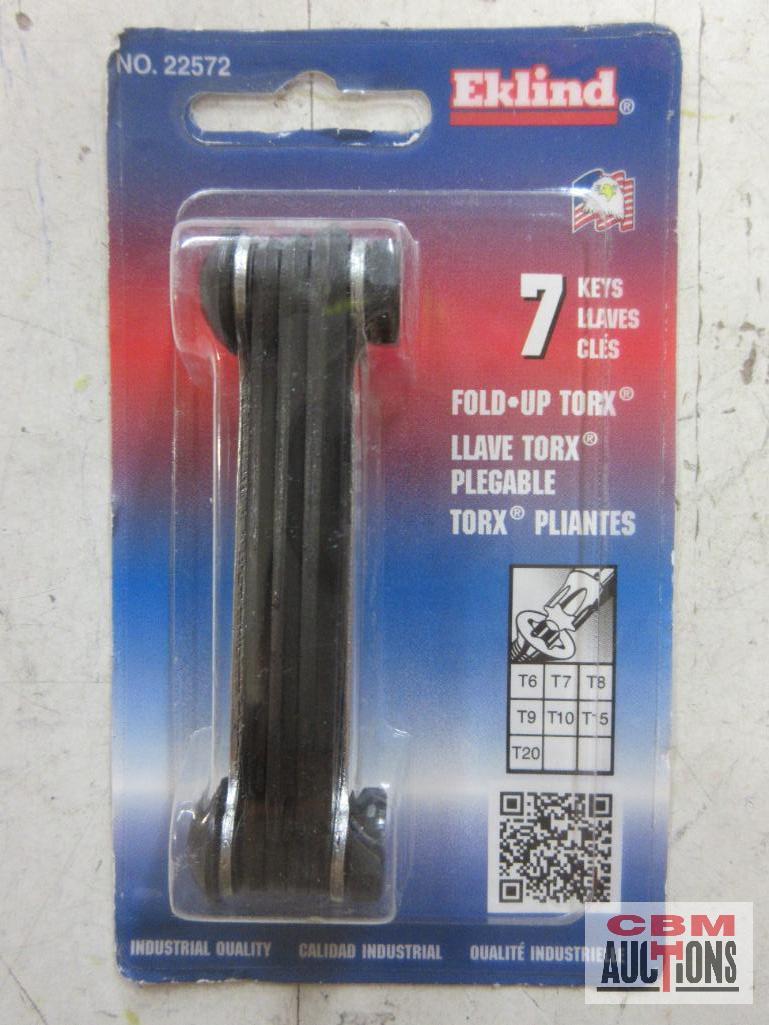 NO. 22572
Eklind®
7
KEYS
LLAVES
CLÉS
FOLD•UP TORX®
LLAVE TORX®
PLEGABLE
TORX® PLIANTES
T6 T7 T8
T9 T10 T15
T20
INDUSTRIAL QUALITY CALIDAD INDUSTRIAL QUALITÉ INDUSTRIELLE
CBM
AUCTIONS